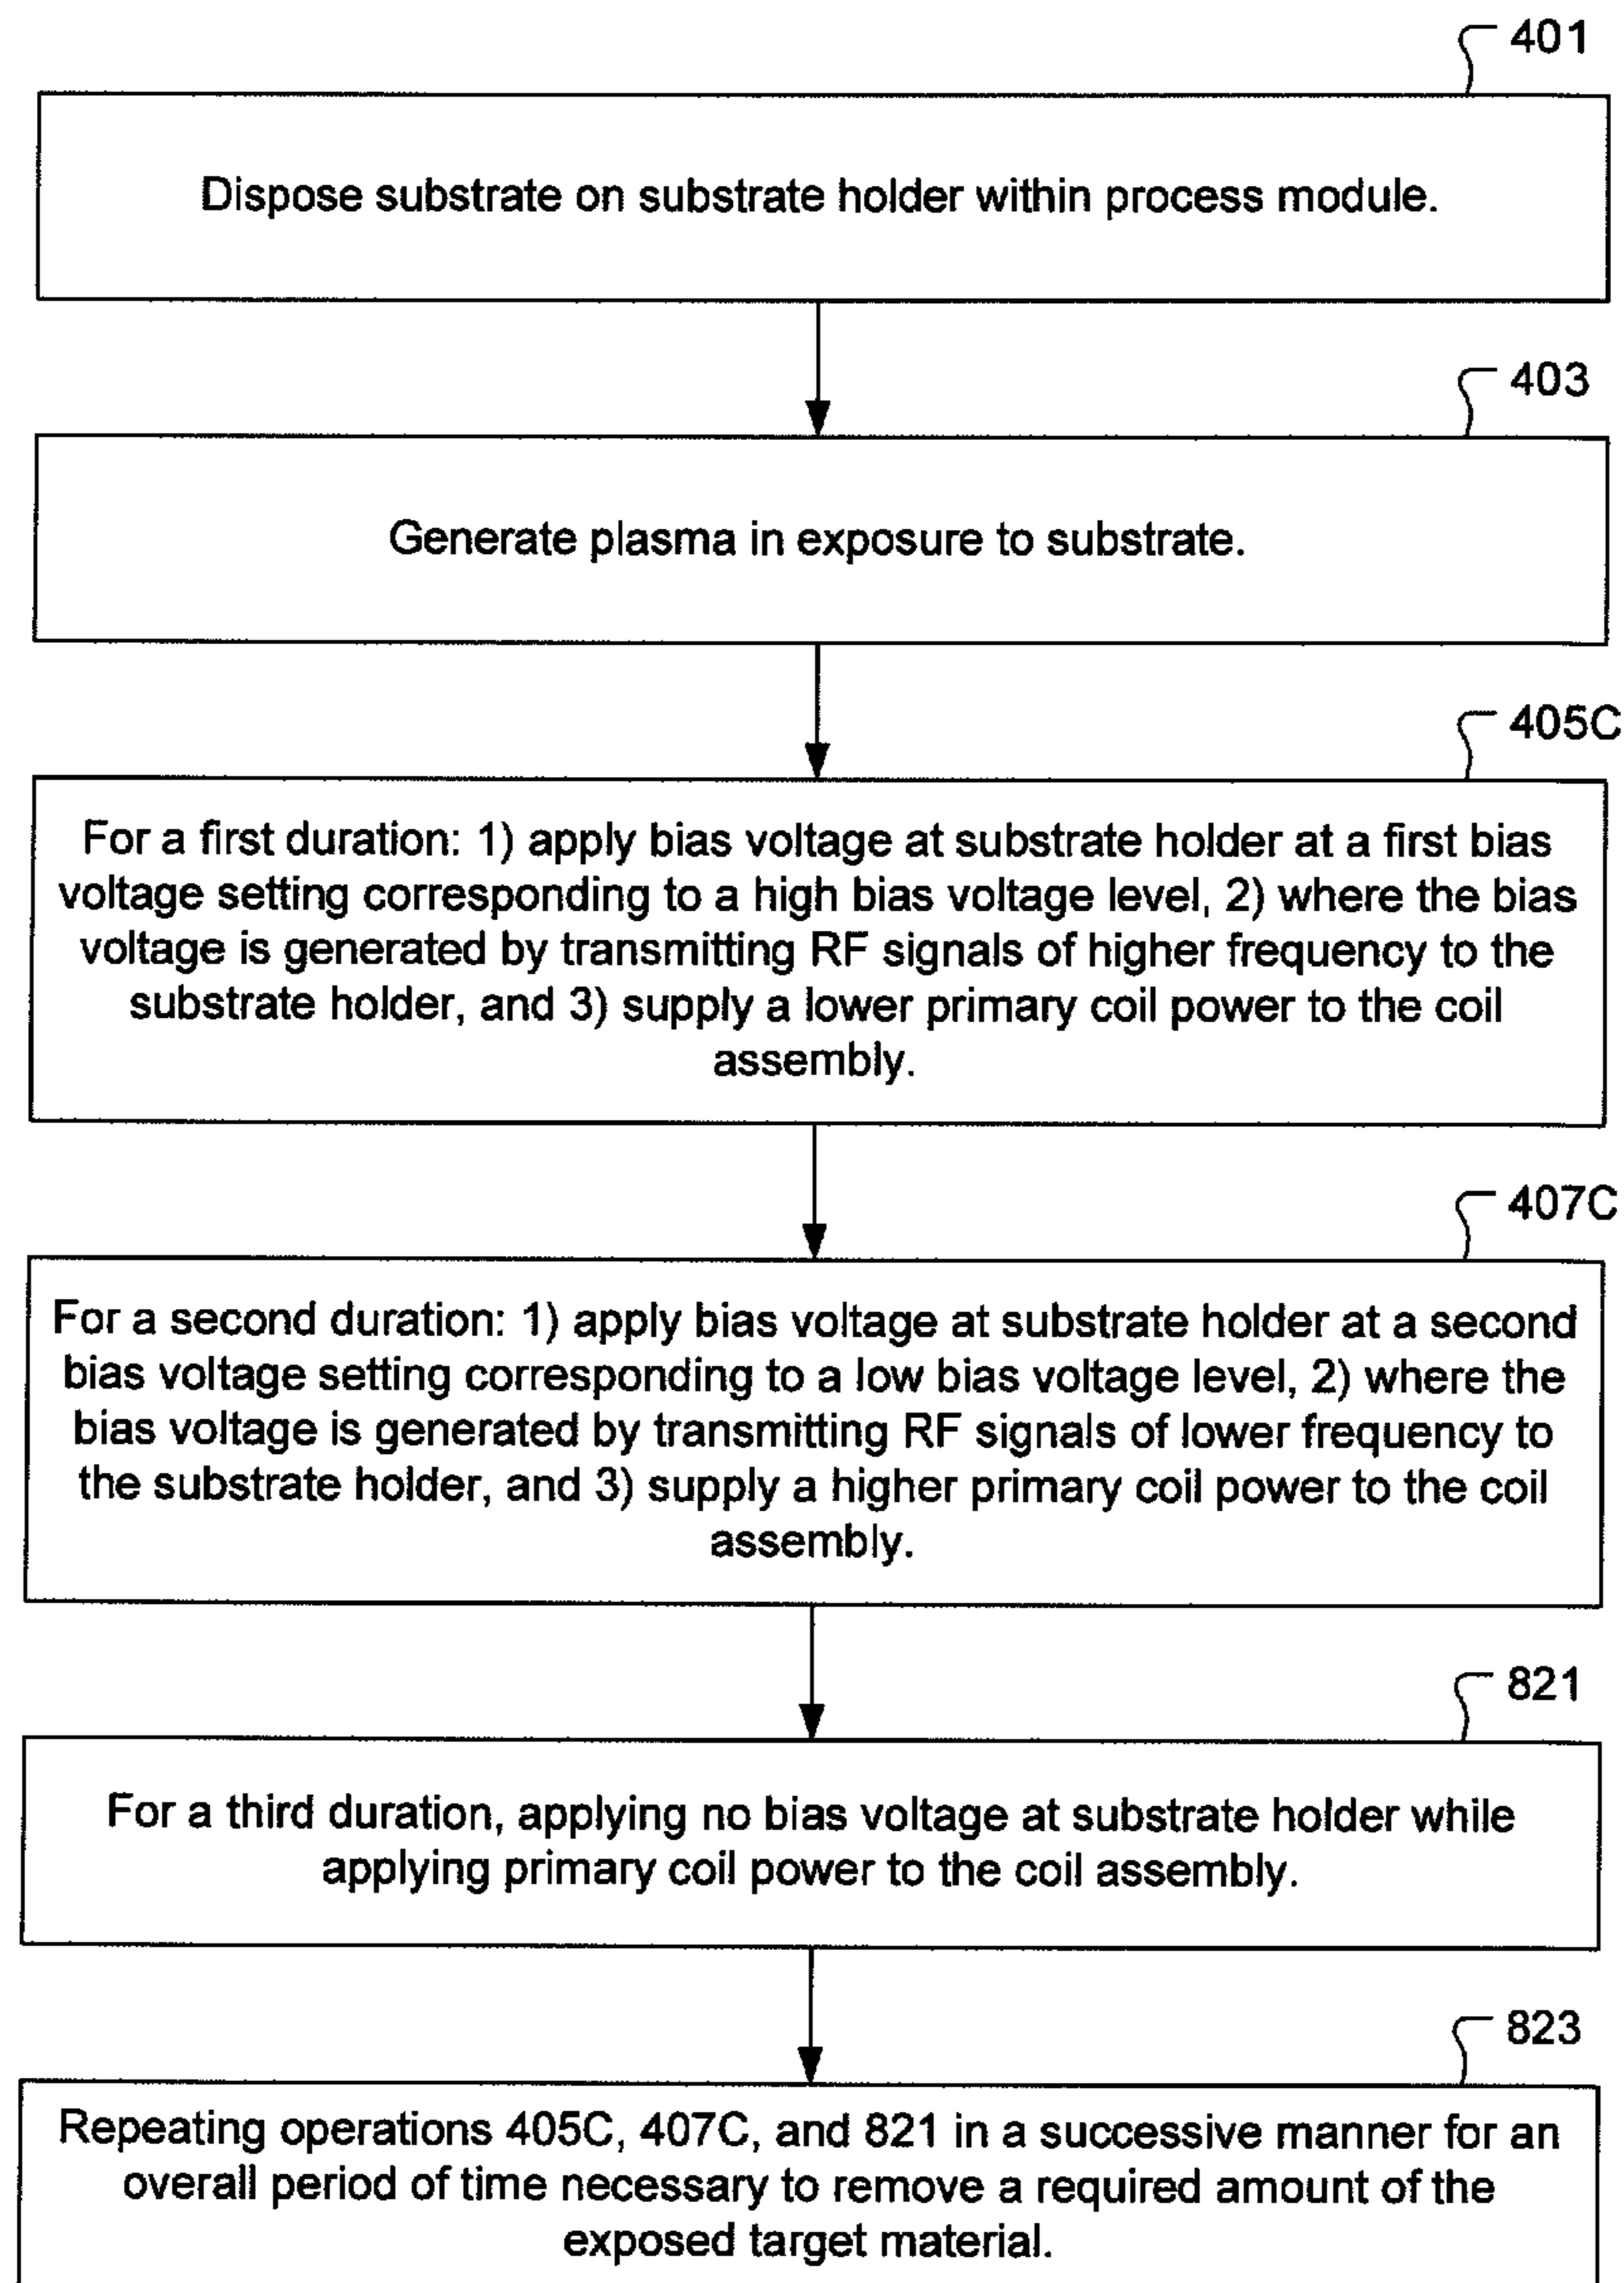 401
Dispose substrate on substrate holder within process module.
403
Generate plasma in exposure to substrate.
405C
For a first duration: 1) apply bias voltage at substrate holder at a first bias
voltage setting corresponding to a high bias voltage level, 2) where the bias
voltage is generated by transmitting RF signals of higher frequency to the
substrate holder, and 3) supply a lower primary coil power to the coil
assembly.
407C
For a second duration: 1) apply bias voltage at substrate holder at a second
bias voltage setting corresponding to a low bias voltage level, 2) where the
bias voltage is generated by transmitting RF signals of lower frequency to
the substrate holder, and 3) supply a higher primary coil power to the coil
assembly.
821
For a third duration, applying no bias voltage at substrate holder while
applying primary coil power to the coil assembly.
823
Repeating operations 405C, 407C, and 821 in a successive manner for an
overall period of time necessary to remove a required amount of the
exposed target material.